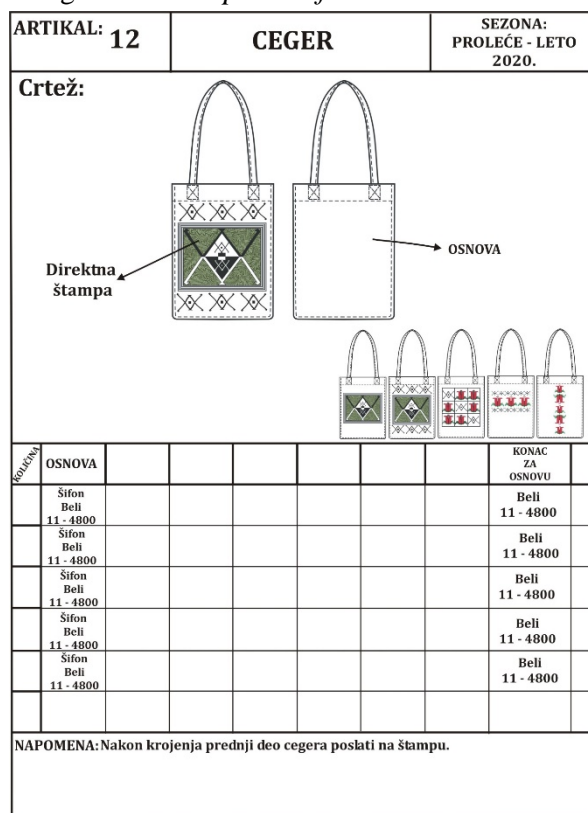 ARTIKAL: 12
CEGER
SEZONA:
PROLEĆE - LETO
2020.
Crtež:
Direktna
štampa
OSNOVA
KOLIČINA
OSNOVA
KONAC
ZA
OSNOVU
Šifon
Beli
11 - 4800
Beli
11 - 4800
Šifon
Beli
11 - 4800
Beli
11 - 4800
Šifon
Beli
11 - 4800
Beli
11 - 4800
Šifon
Beli
11 - 4800
Beli
11 - 4800
Šifon
Beli
11 - 4800
Beli
11 - 4800
NAPOMENA: Nakon krojenja prednji deo cegera poslati na štampu.